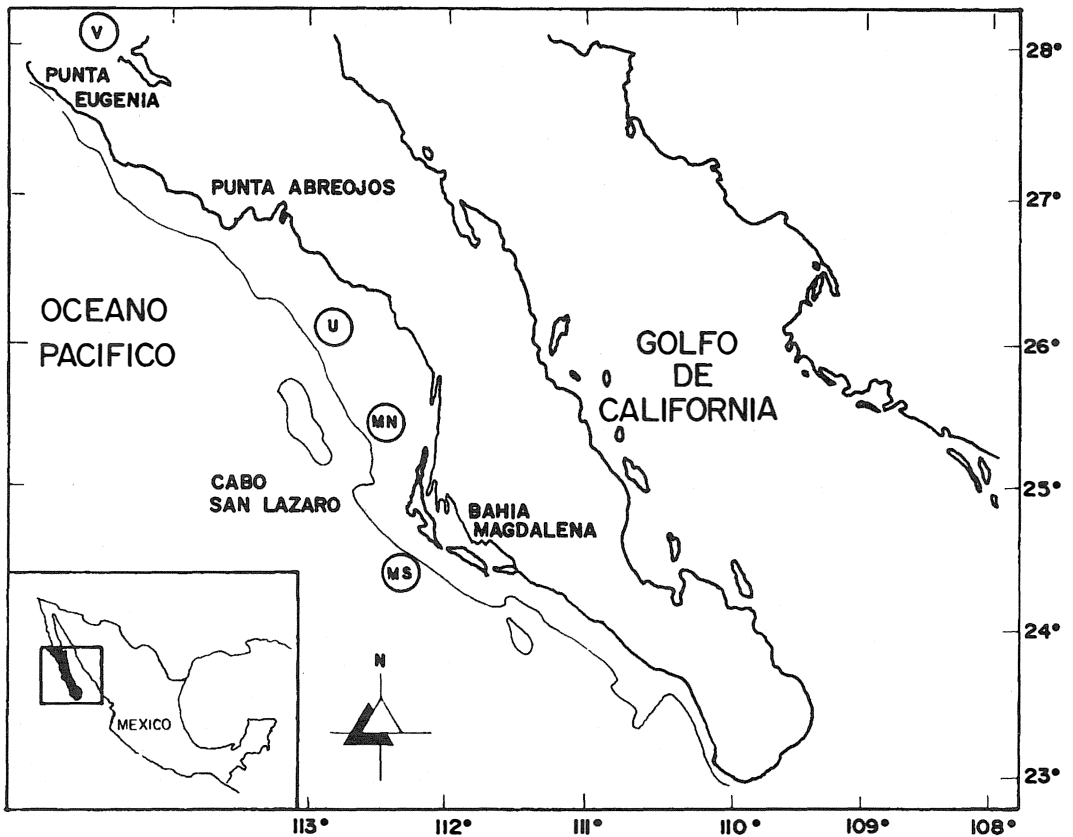 V
PUNTA
EUGENIA
PUNTA ABREOJOS
OCEANO
PACIFICO
U
GOLFO
DE
CALIFORNIA
MN
CABO
SAN LAZARO
BAHIA
MAGDALENA
MS
N
MEXICO
28°
27°
26°
25°
24°
23°
113°
112°
111°
110°
109°
108°